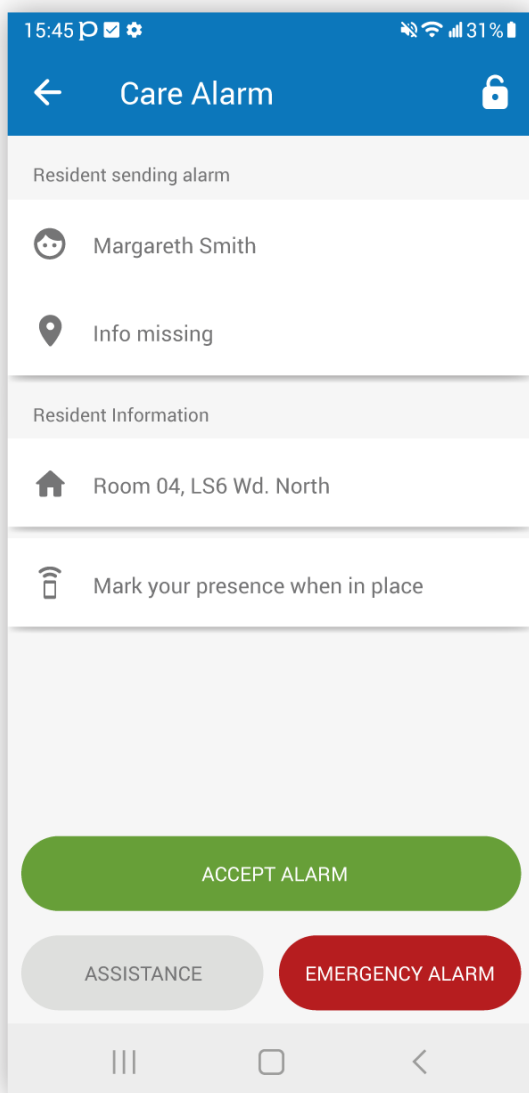 15:45 31%
Care Alarm
Resident sending alarm
Margareth Smith
Info missing
Resident Information
Room 04, LS6 Wd. North
Mark your presence when in place
ACCEPT ALARM
ASSISTANCE
EMERGENCY ALARM